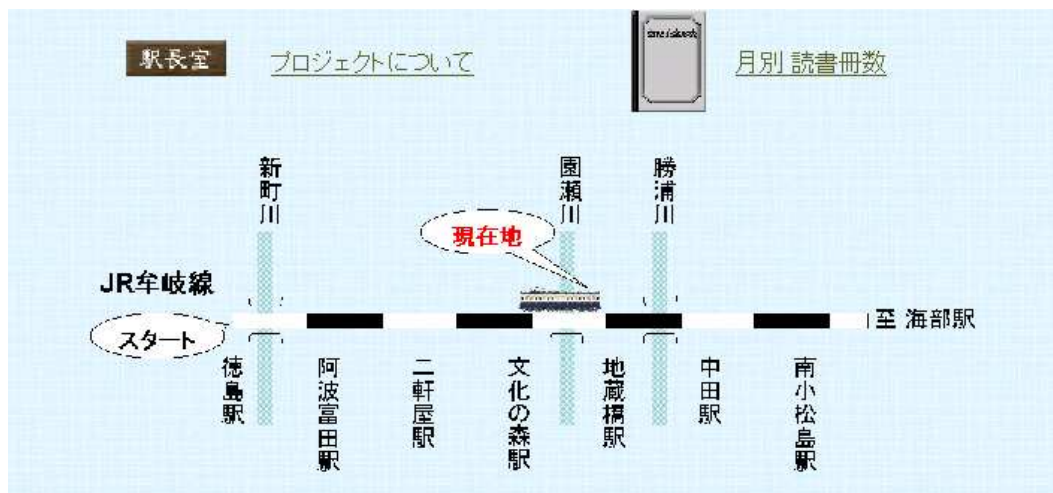 駅長室
プロジェクトについて
月別 読書冊数
新町川
園瀬川
勝浦川
現在地
JR牟岐線
スタート
至 海部駅
徳島駅
阿波富田駅
二軒屋駅
文化の森駅
地蔵橋駅
中田駅
南小松島駅